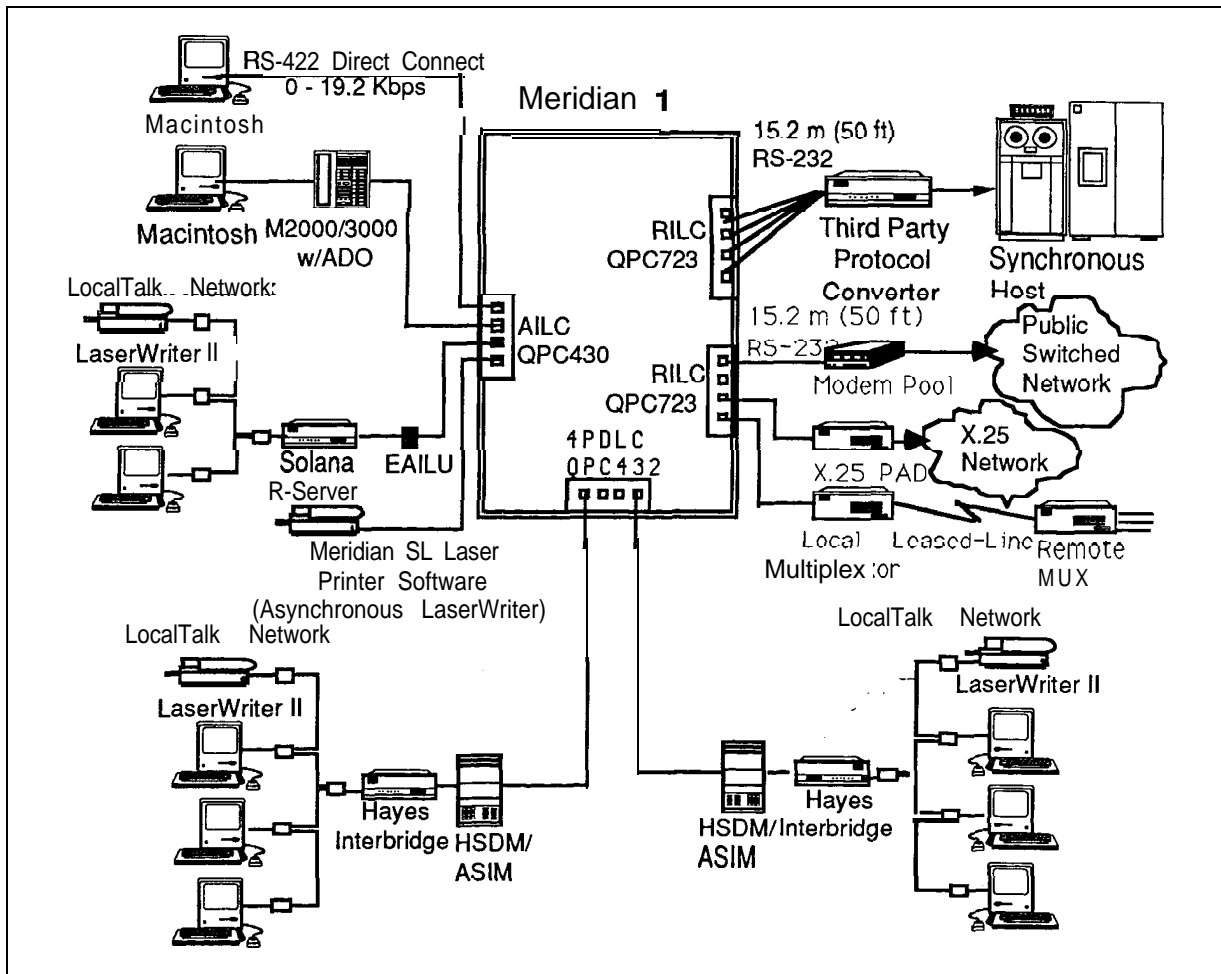 RS-422 Direct Connect
0 - 19.2 Kbps
Macintosh
Meridian 1
15.2 m (50 ft)
RS-232
Macintosh
M2000/3000
w/ADO
RILC
QPC723
Third Party
Protocol
Converter
Synchronous
Host
LocalTalk Network
LaserWriter II
AILC
QPC430
15.2 m (50 ft)
RS-232
RILC
QPC723
Modem Pool
Public
Switched
Network
Solana
R-Server
EAILU
4PDLC
QPC432
X.25 PAD
X.25
Network
Meridian SL Laser
Printer Software
(Asynchronous LaserWriter)
Local
Leased-Line
Remote
MUX
LocalTalk Network
LaserWriter II
Hayes
Interbridge
HSDM/
ASIM
LocalTalk Network
LaserWriter II
HSDM/
ASIM
Hayes
Interbridge